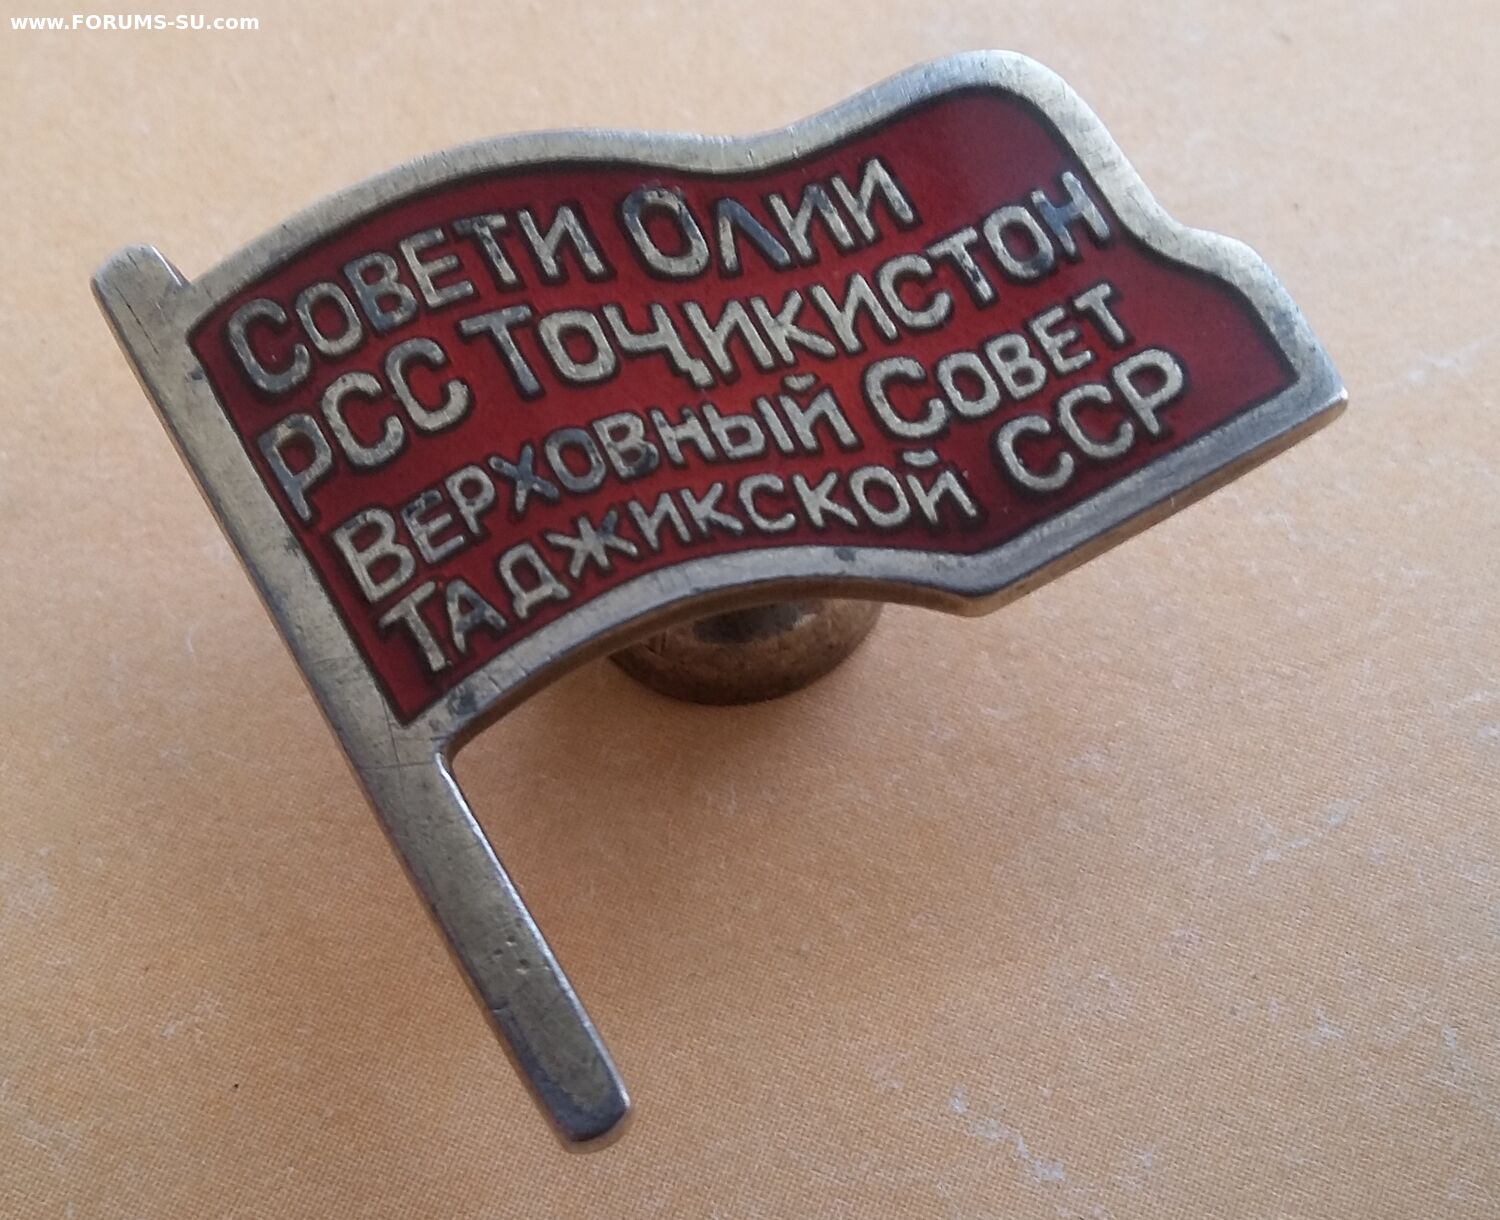 www.FORUMS-SU.com
СОВЕТИ ОЛИИ
РСС ТОҶИКИСТОН
ВЕРХОВНЫЙ СОВЕТ
ТАДЖИКСКОЙ ССР